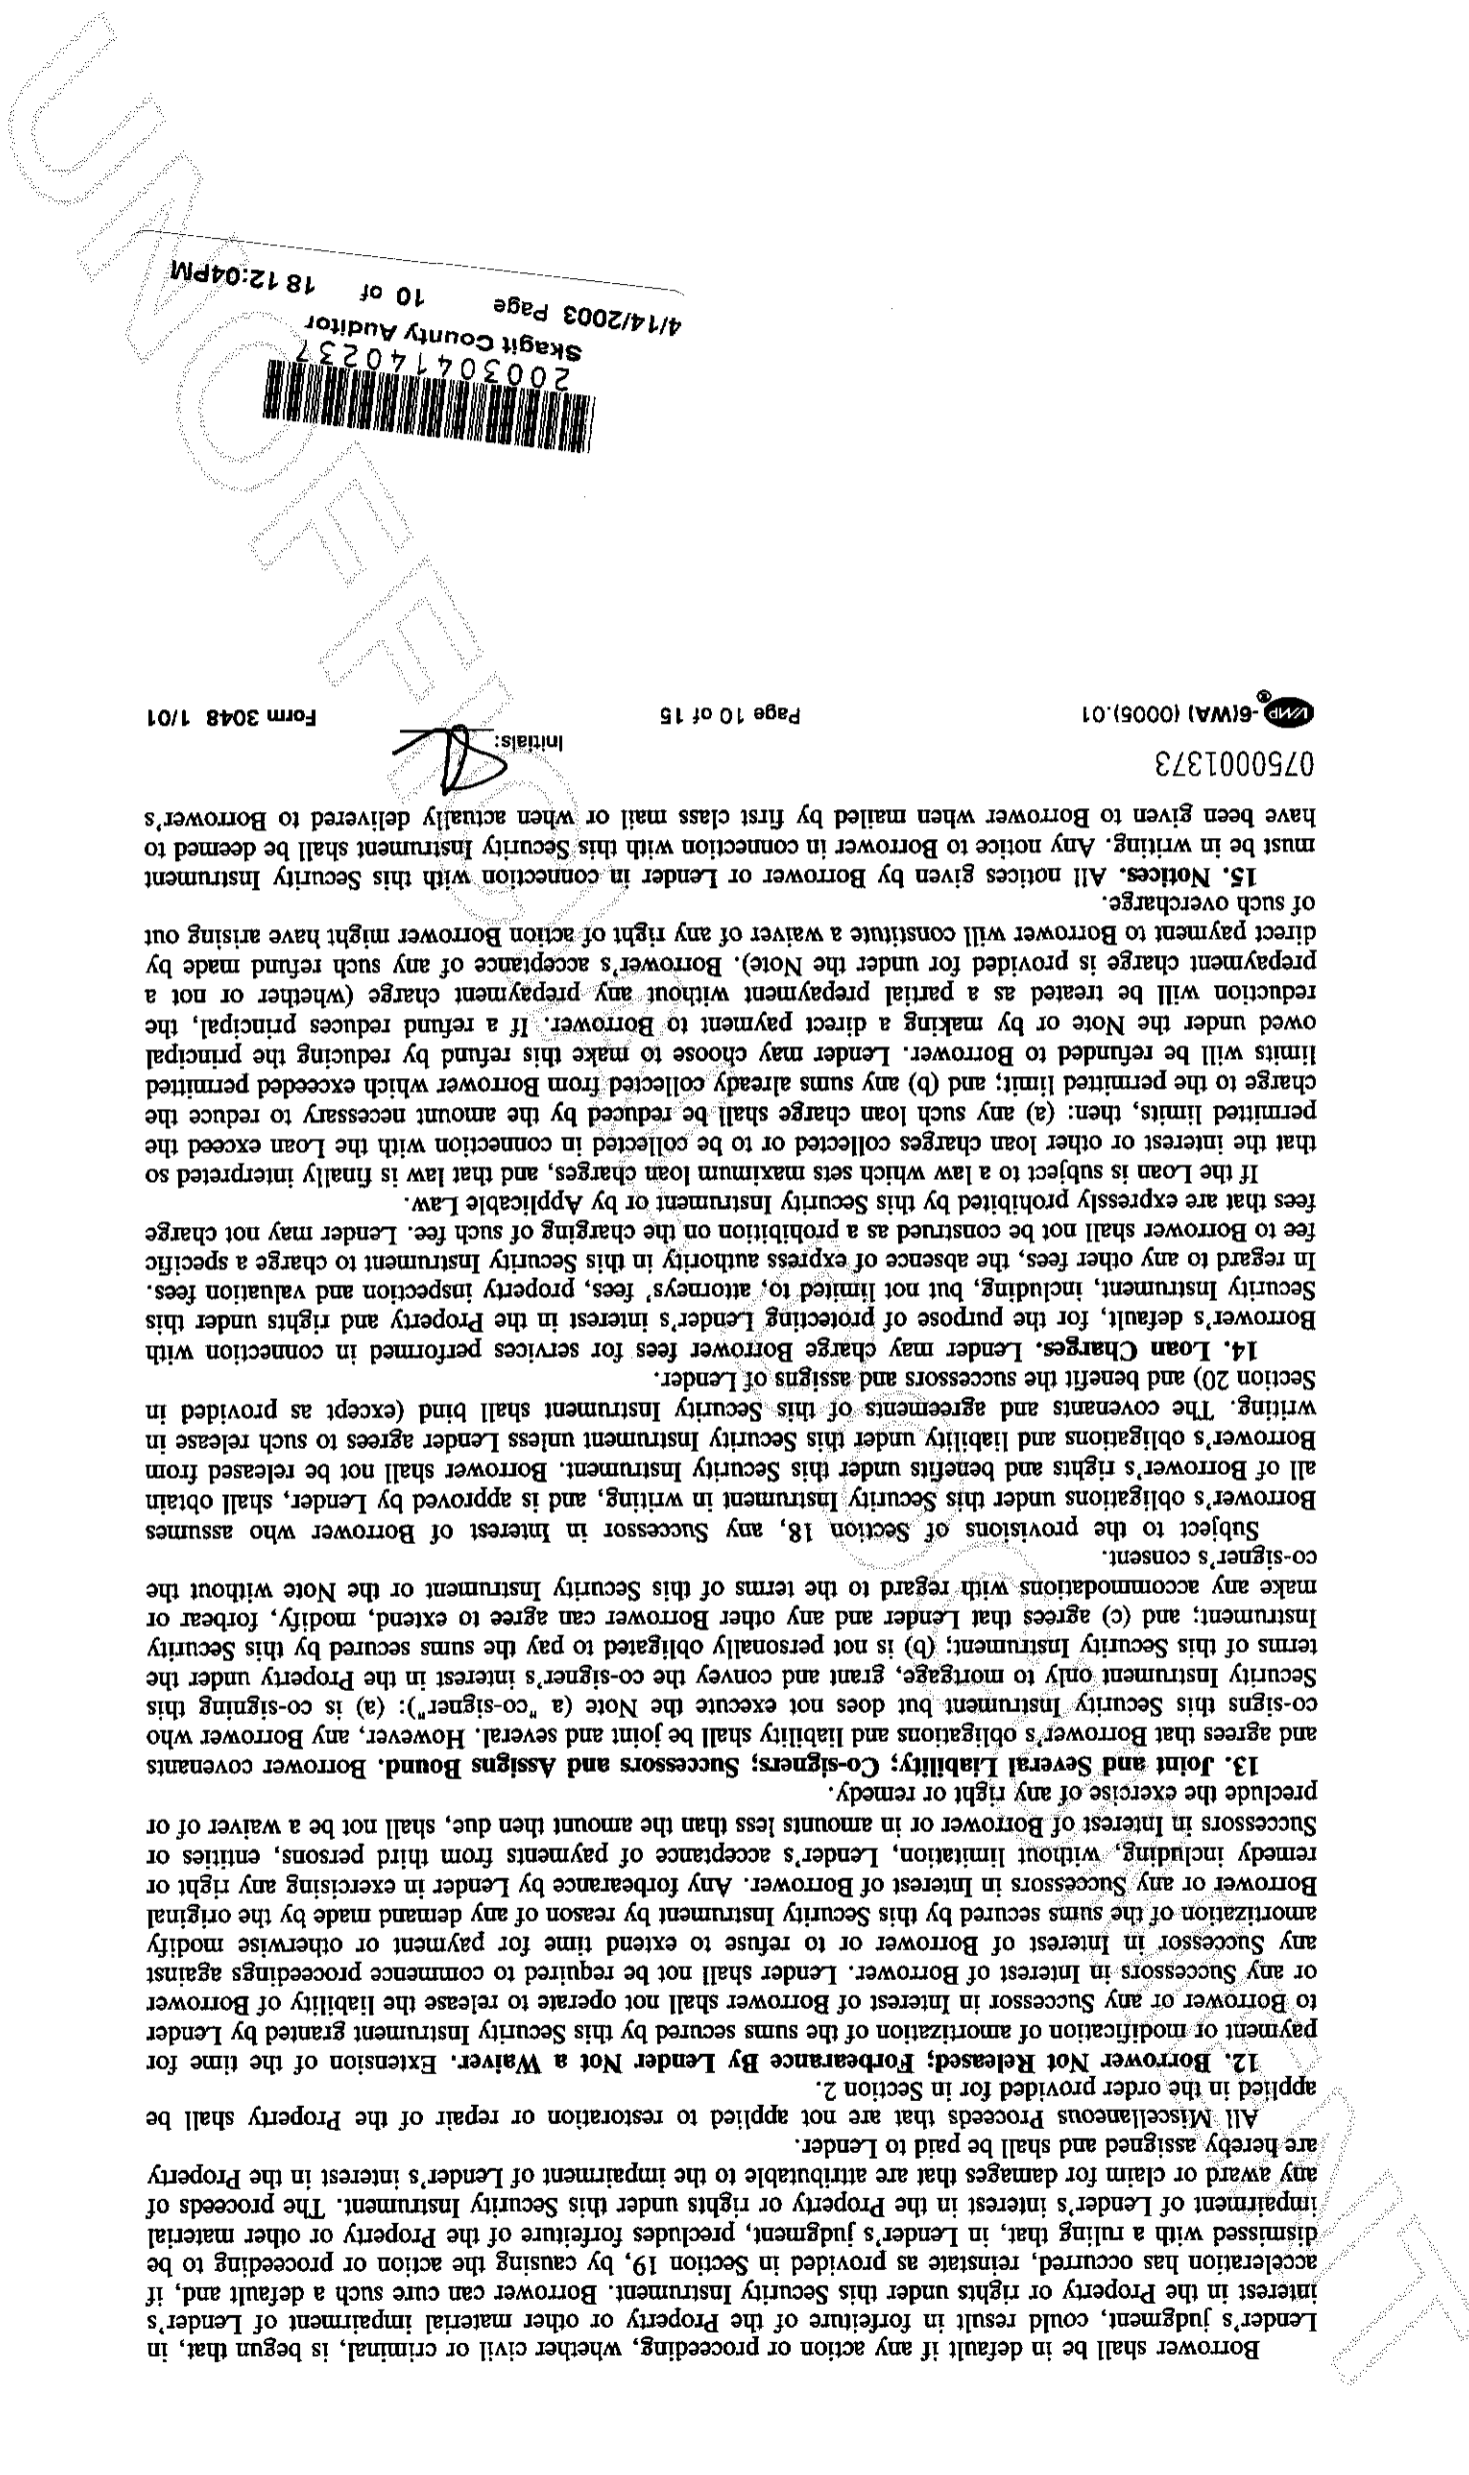 Borrower shall be in default if any action or proceeding, whether civil or criminal, is begun that, in
Lender's judgment, could result in forfeiture of the Property or other material impairment of Lender's
interest in the Property or rights under this Security Instrument. Borrower can cure such a default and, if
acceleration has occurred, reinstate as provided in Section 19, by causing the action or proceeding to be
dismissed with a ruling that, in Lender's judgment, precludes forfeiture of the Property or other material
impairment of Lender's interest in the Property or rights under this Security Instrument. The proceeds of
any award or claim for damages that are attributable to the impairment of Lender's interest in the Property
are hereby assigned and shall be paid to Lender.
All Miscellaneous Proceeds that are not applied to restoration or repair of the Property shall be
applied in the order provided for in Section 2.
12. Borrower Not Released; Forbearance By Lender Not a Waiver. Extension of the time for
payment or modification of amortization of the sums secured by this Security Instrument granted by Lender
to Borrower or any Successor in Interest of Borrower shall not operate to release the liability of Borrower
or any Successors in Interest of Borrower. Lender shall not be required to commence proceedings against
any Successor in Interest of Borrower or to refuse to extend time for payment or otherwise modify
amortization of the sums secured by this Security Instrument by reason of any demand made by the original
Borrower or any Successors in Interest of Borrower. Any forbearance by Lender in exercising any right or
remedy including, without limitation, Lender's acceptance of payments from third persons, entities or
Successors in Interest of Borrower or in amounts less than the amount then due, shall not be a waiver of or
preclude the exercise of any right or remedy.
13. Joint and Several Liability; Co-signers; Successors and Assigns Bound. Borrower covenants
and agrees that Borrower's obligations and liability shall be joint and several. However, any Borrower who
co-signs this Security Instrument but does not execute the Note (a "co-signer"): (a) is co-signing this
Security Instrument only to mortgage, grant and convey the co-signer's interest in the Property under the
terms of this Security Instrument; (b) is not personally obligated to pay the sums secured by this Security
Instrument; and (c) agrees that Lender and any other Borrower can agree to extend, modify, forbear or
make any accommodations with regard to the terms of this Security Instrument or the Note without the
co-signer's consent.
Subject to the provisions of Section 18, any Successor in Interest of Borrower who assumes
Borrower's obligations under this Security Instrument in writing, and is approved by Lender, shall obtain
all of Borrower's rights and benefits under this Security Instrument. Borrower shall not be released from
Borrower's obligations and liability under this Security Instrument unless Lender agrees to such release in
writing. The covenants and agreements of this Security Instrument shall bind (except as provided in
Section 20) and benefit the successors and assigns of Lender.
14. Loan Charges. Lender may charge Borrower fees for services performed in connection with
Borrower's default, for the purpose of protecting Lender's interest in the Property and rights under this
Security Instrument, including, but not limited to, attorneys' fees, property inspection and valuation fees.
In regard to any other fees, the absence of express authority in this Security Instrument to charge a specific
fee to Borrower shall not be construed as a prohibition on the charging of such fee. Lender may not charge
fees that are expressly prohibited by this Security Instrument or by Applicable Law.
If the Loan is subject to a law which sets maximum loan charges, and that law is finally interpreted so
that the interest or other loan charges collected or to be collected in connection with the Loan exceed the
permitted limits, then: (a) any such loan charge shall be reduced by the amount necessary to reduce the
charge to the permitted limit; and (b) any sums already collected from Borrower which exceeded permitted
limits will be refunded to Borrower. Lender may choose to make this refund by reducing the principal
owed under the Note or by making a direct payment to Borrower. If a refund reduces principal, the
reduction will be treated as a partial prepayment without any prepayment charge (whether or not a
prepayment charge is provided for under the Note). Borrower's acceptance of any such refund made by
direct payment to Borrower will constitute a waiver of any right of action Borrower might have arising out
of such overcharge.
15. Notices. All notices given by Borrower or Lender in connection with this Security Instrument
must be in writing. Any notice to Borrower in connection with this Security Instrument shall be deemed to
have been given to Borrower when mailed by first class mail or when actually delivered to Borrower's
0750001373
Initials:
VMP® -6(WA) (0005).01 Page 10 of 15 Form 3048 1/01
200304140237
Skagit County Auditor
4/14/2003 Page 10 of 18 12:04PM
UNOFFICIAL DOCUMENT